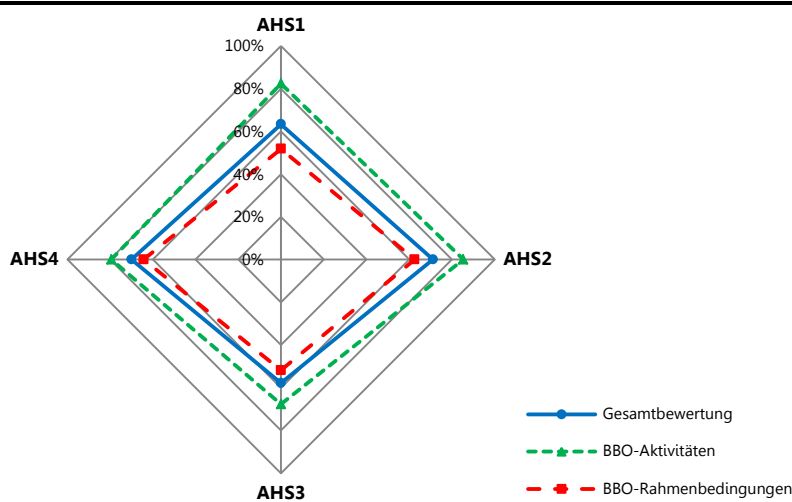 AHS1
100%
80%
60%
40%
20%
AHS4
0%
AHS2
AHS3
Gesamtbewertung
BBO-Aktivitäten
BBO-Rahmenbedingungen